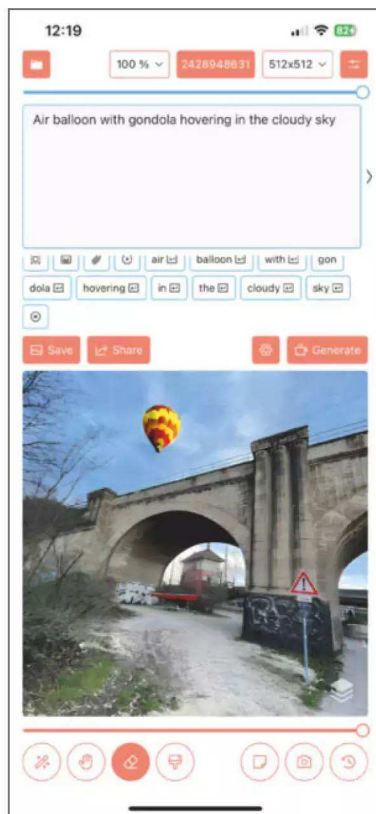 12:19
82
100 %
2428948631
512x512
Air balloon with gondola hovering in the cloudy sky
air
balloon
with
gon
dola
hovering
in
the
cloudy
sky
Save
Share
Generate